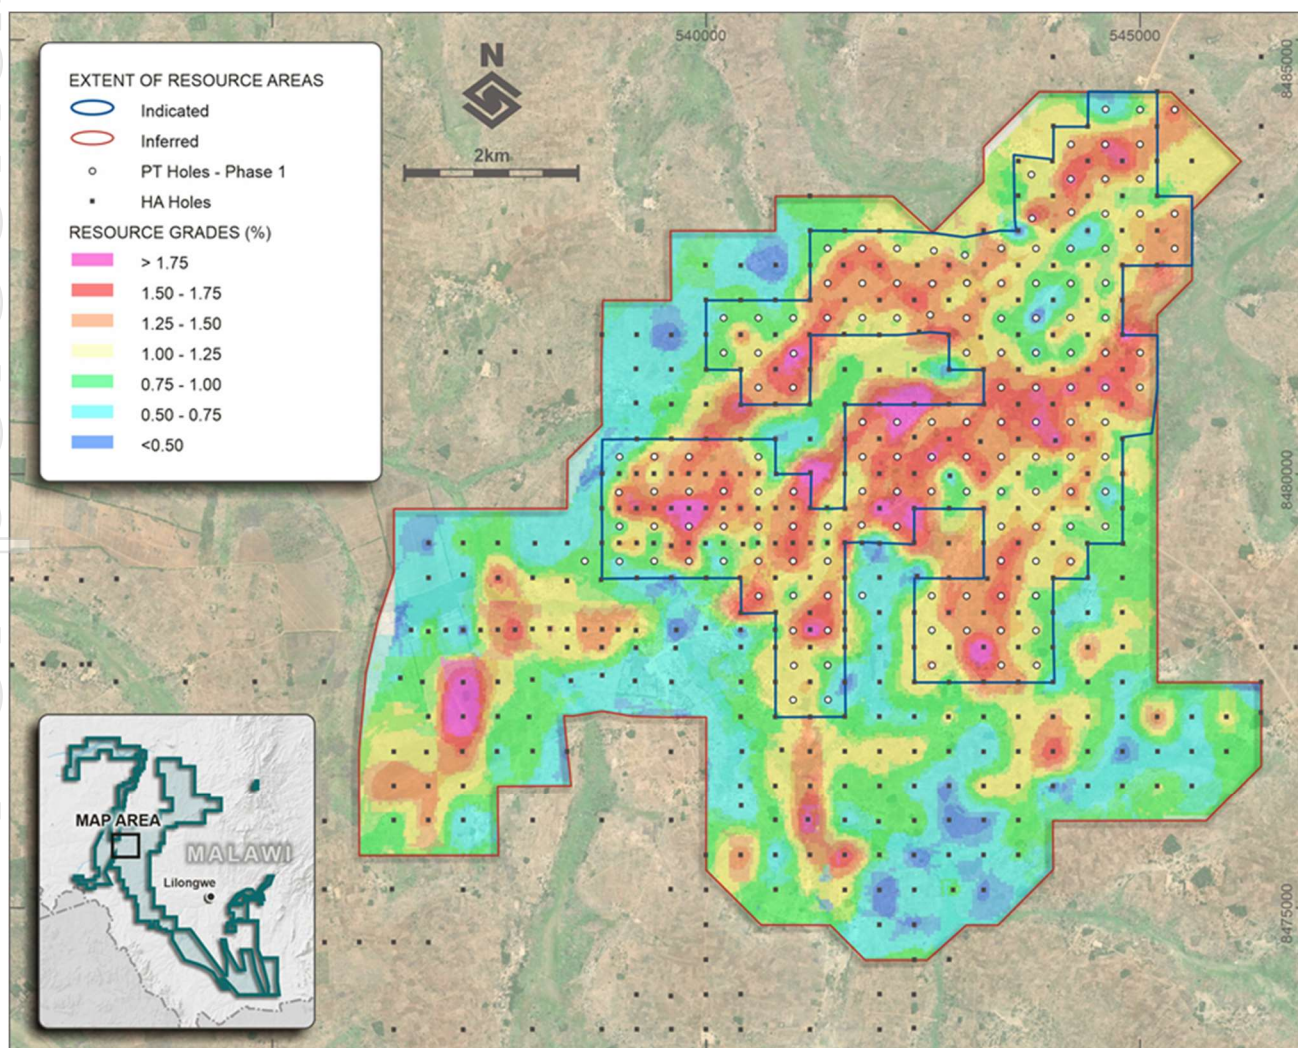 540000
545000
8485000
N
2km
EXTENT OF RESOURCE AREAS
Indicated
Inferred
PT Holes - Phase 1
HA Holes
RESOURCE GRADES (%)
> 1.75
1.50 - 1.75
1.25 - 1.50
1.00 - 1.25
0.75 - 1.00
0.50 - 0.75
<0.50
8480000
MAP AREA
MALAWI
Lilongwe
8475000